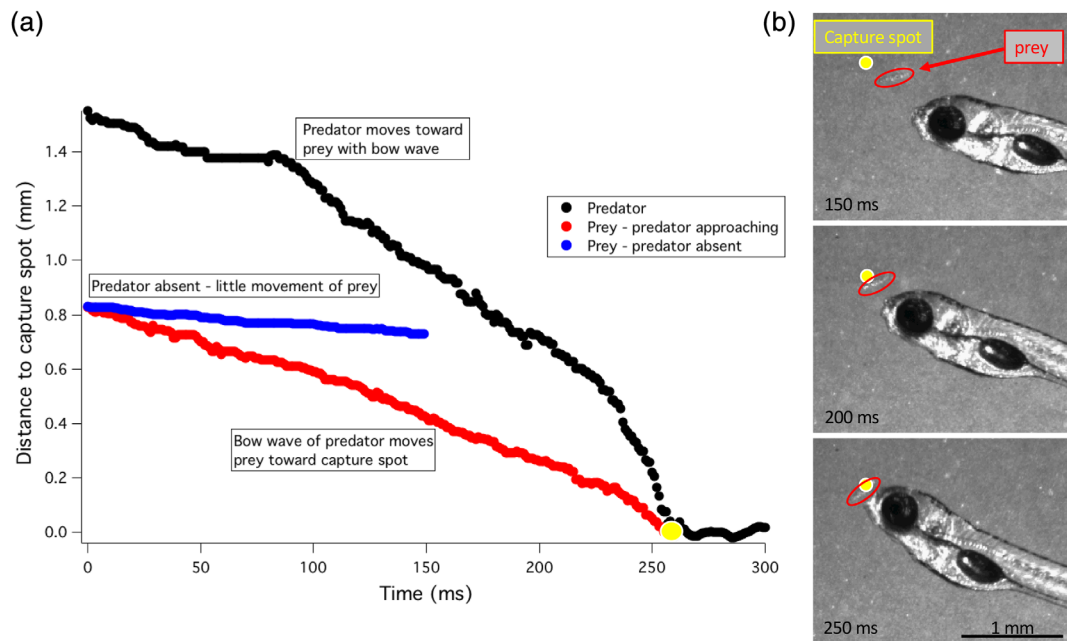 (a)
Distance to capture spot (mm)
1.4
1.2
1.0
0.8
0.6
0.4
0.2
0.0
0
50
100
150
200
250
300
Time (ms)
Predator moves toward
prey with bow wave
Predator
Prey - predator approaching
Prey - predator absent
Predator absent - little movement of prey
Bow wave of predator moves
prey toward capture spot
(b)
Capture spot
prey
150 ms
200 ms
250 ms
1 mm